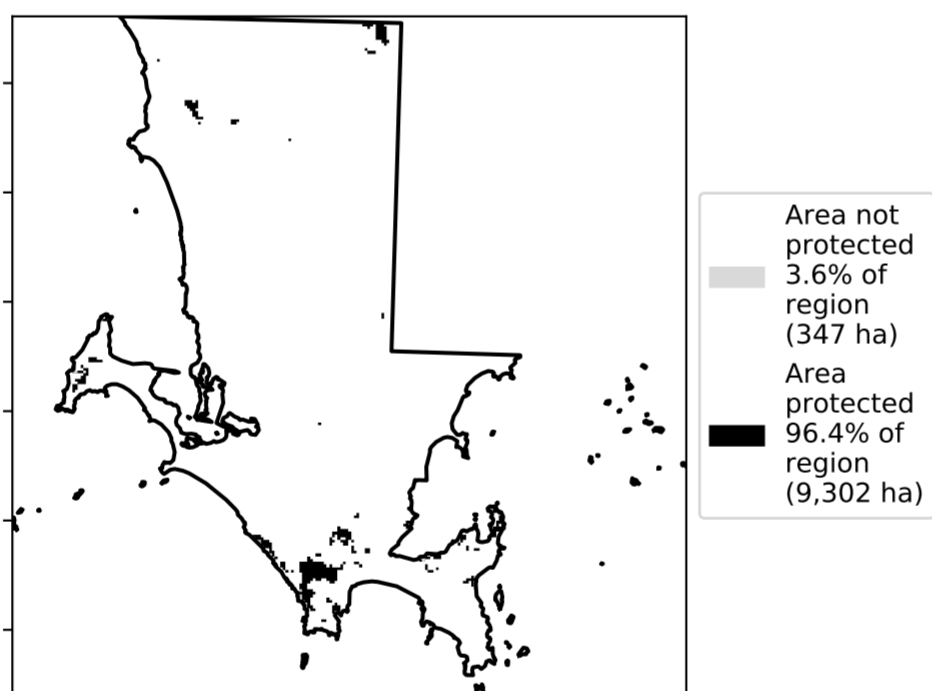 Area not
protected
3.6% of
region
(347 ha)
Area
protected
96.4% of
region
(9,302 ha)